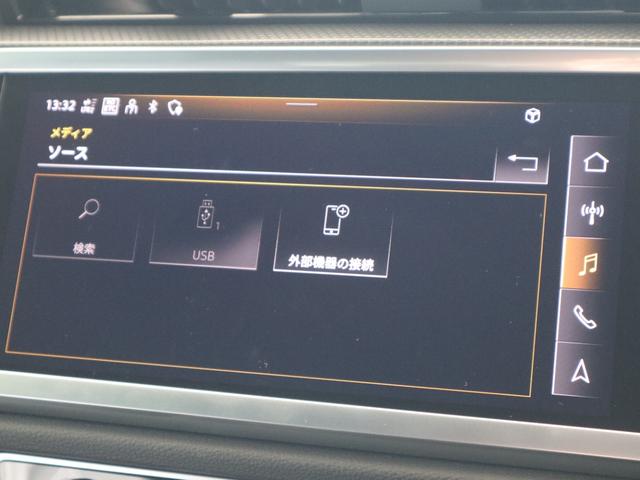 13:32
メディア
ソース
検索
USB
1
外部機器の接続